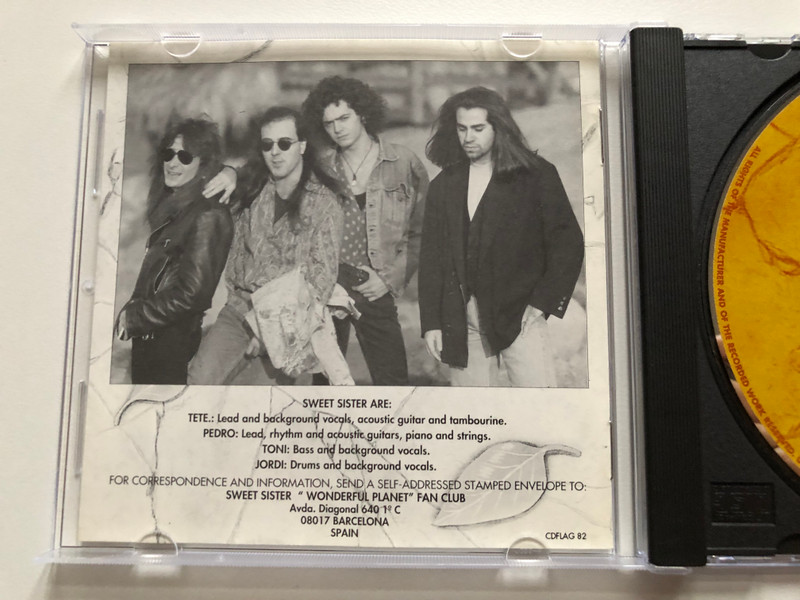 SWEET SISTER ARE:
TETE.: Lead and background vocals, acoustic guitar and tambourine.
PEDRO: Lead, rhythm and acoustic guitars, piano and strings.
TONI: Bass and background vocals.
JORDI: Drums and background vocals.
FOR CORRESPONDENCE AND INFORMATION, SEND A SELF-ADDRESSED STAMPED ENVELOPE TO:
SWEET SISTER " WONDERFUL PLANET" FAN CLUB
Avda. Diagonal 640 1º C
08017 BARCELONA
SPAIN
CDFLAG 82
ALL RIGHTS OF THE MANUFACTURER AND OF THE RECORDED WORK RESERVED.